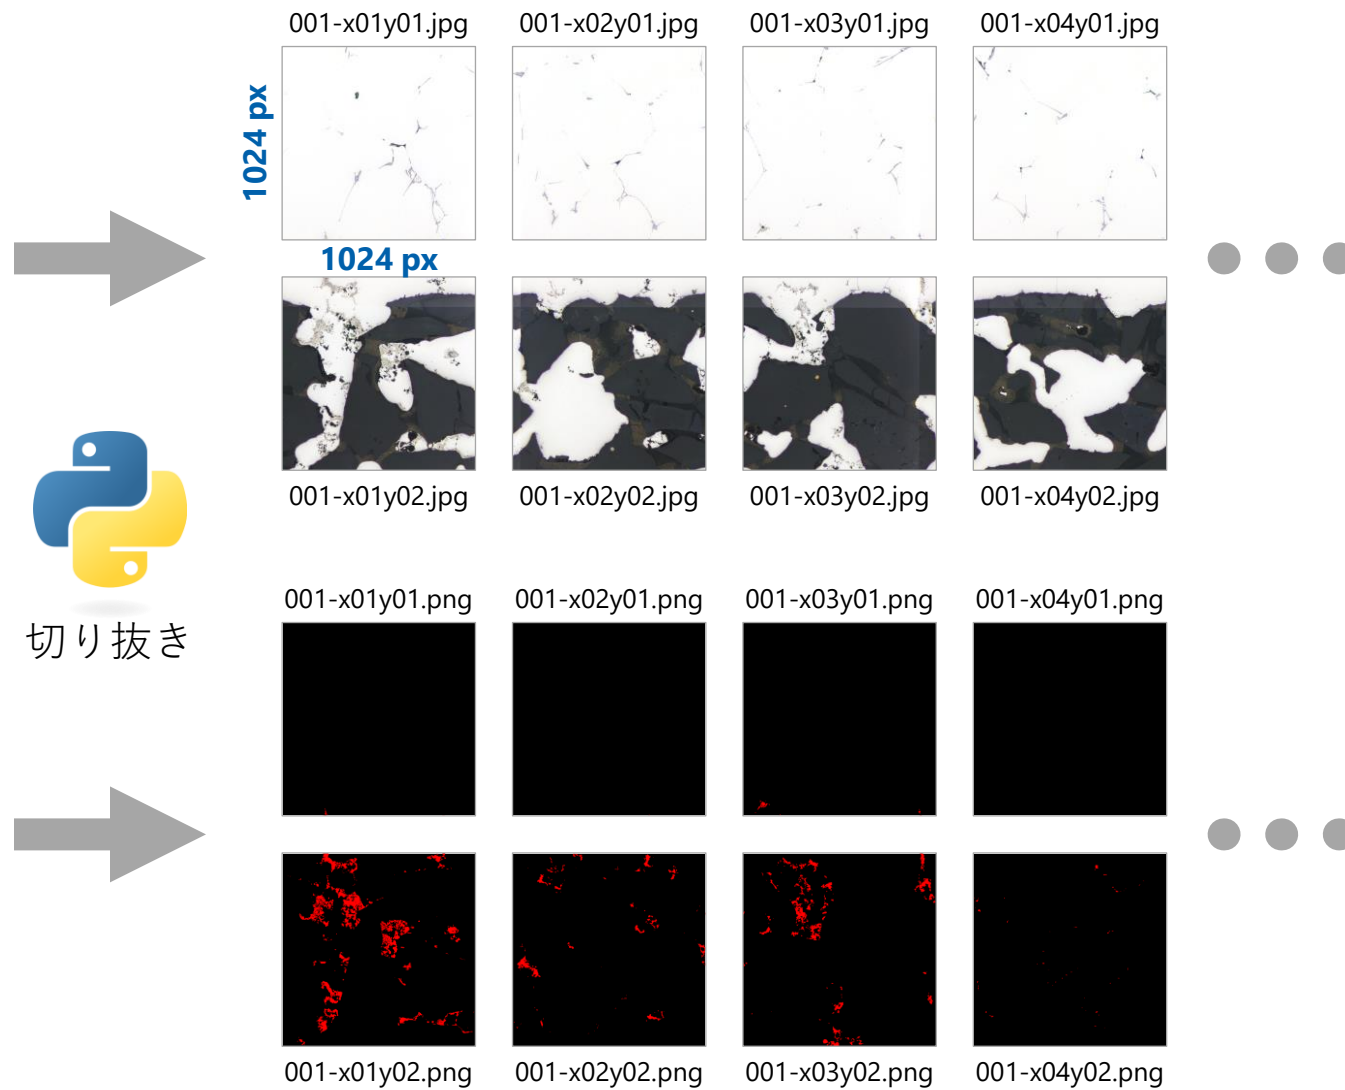 001-x01y01.jpg
001-x02y01.jpg
001-x03y01.jpg
001-x04y01.jpg
1024 px
1024 px
001-x01y02.jpg
001-x02y02.jpg
001-x03y02.jpg
001-x04y02.jpg
切り抜き
001-x01y01.png
001-x02y01.png
001-x03y01.png
001-x04y01.png
001-x01y02.png
001-x02y02.png
001-x03y02.png
001-x04y02.png